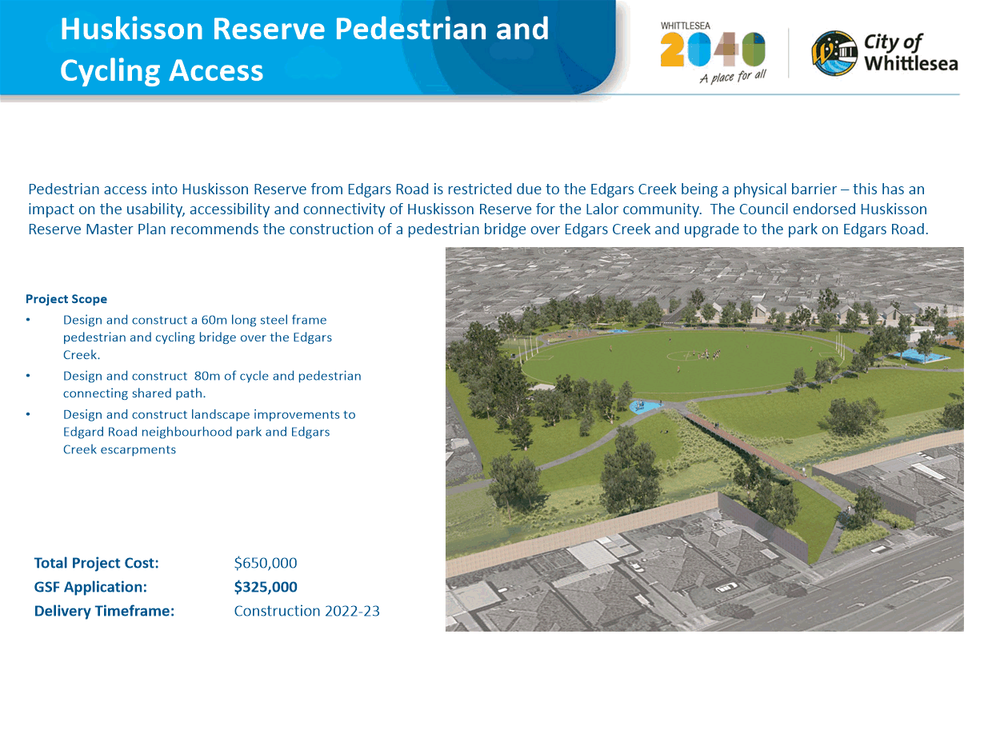 Huskisson Reserve Pedestrian and
Cycling Access
WHITTLESEA
2040
A place for all
City of
Whittlesea
Pedestrian access into Huskisson Reserve from Edgars Road is restricted due to the Edgars Creek being a physical barrier – this has an
impact on the usability, accessibility and connectivity of Huskisson Reserve for the Lalor community.  The Council endorsed Huskisson
Reserve Master Plan recommends the construction of a pedestrian bridge over Edgars Creek and upgrade to the park on Edgars Road.
Project Scope
• Design and construct a 60m long steel frame
pedestrian and cycling bridge over the Edgars
Creek.
• Design and construct  80m of cycle and pedestrian
connecting shared path.
• Design and construct landscape improvements to
Edgard Road neighbourhood park and Edgars
Creek escarpments
Total Project Cost: $650,000
GSF Application: $325,000
Delivery Timeframe: Construction 2022-23